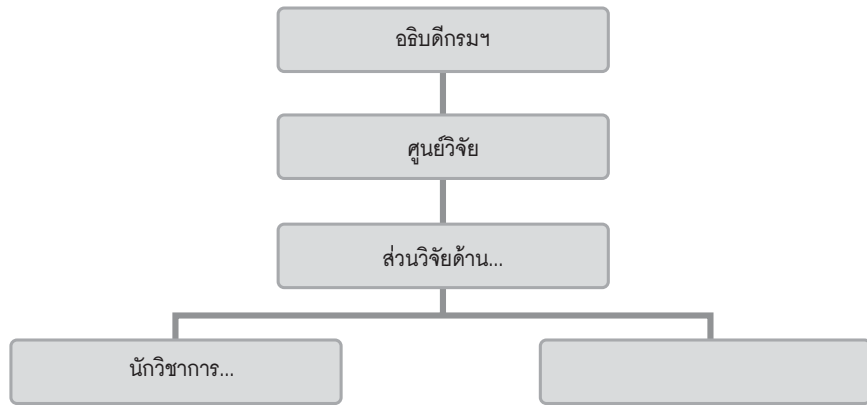 อธิบดีกรมฯ
ศูนย์วิจัย
ส่วนวิจัยด้าน...
นักวิชาการ...